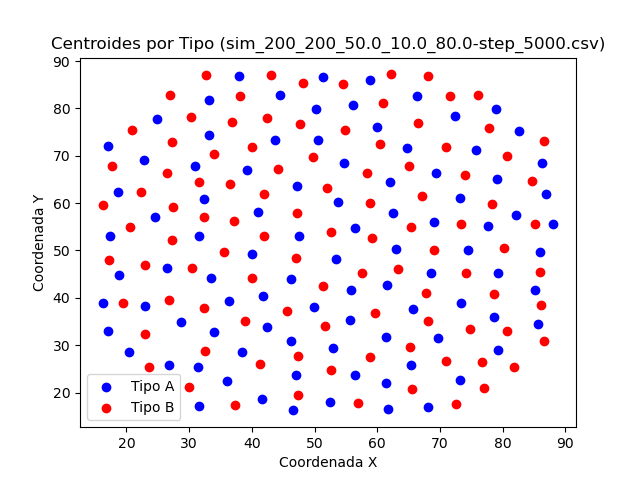 Centroides por Tipo (sim_200_200_50.0_10.0_80.0-step_5000.csv)
90
80
70
60
50
40
30
20
Coordenada Y
Tipo A
Tipo B
20 30 40 50 60 70 80 90
Coordenada X